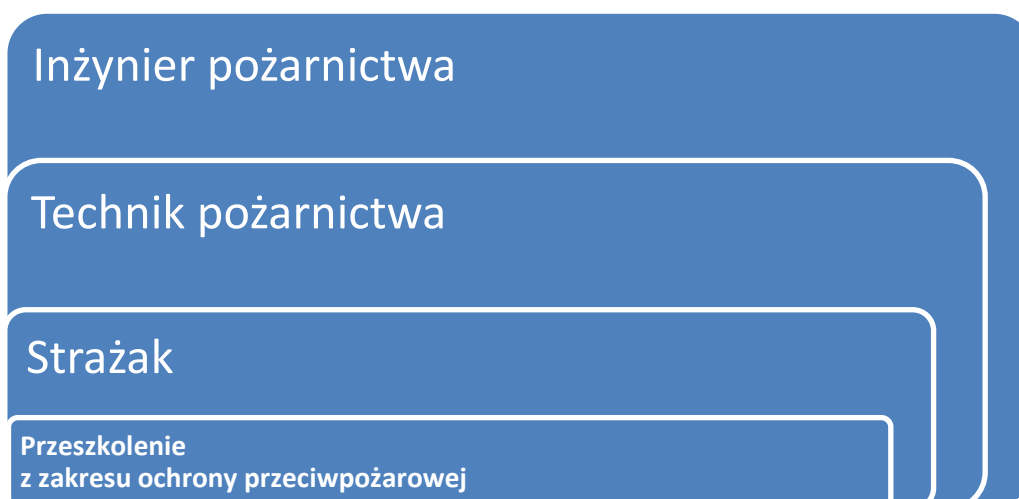 Inżynier pożarnictwa
Technik pożarnictwa
Strażak
Przeszkolenie
z zakresu ochrony przeciwpożarowej